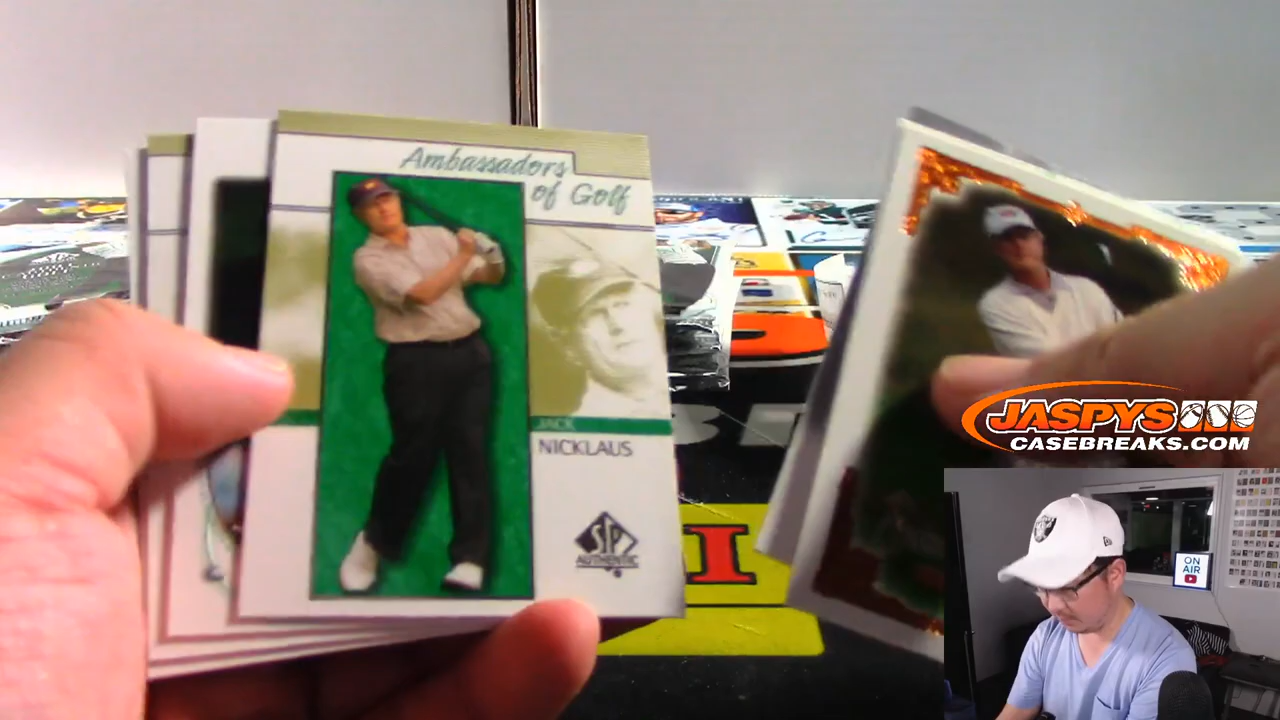 Ambassadors
of Golf
JACK
NICKLAUS
SP
AUTHENTIC
JASPYS
CASEBREAKS.COM
ON
AIR